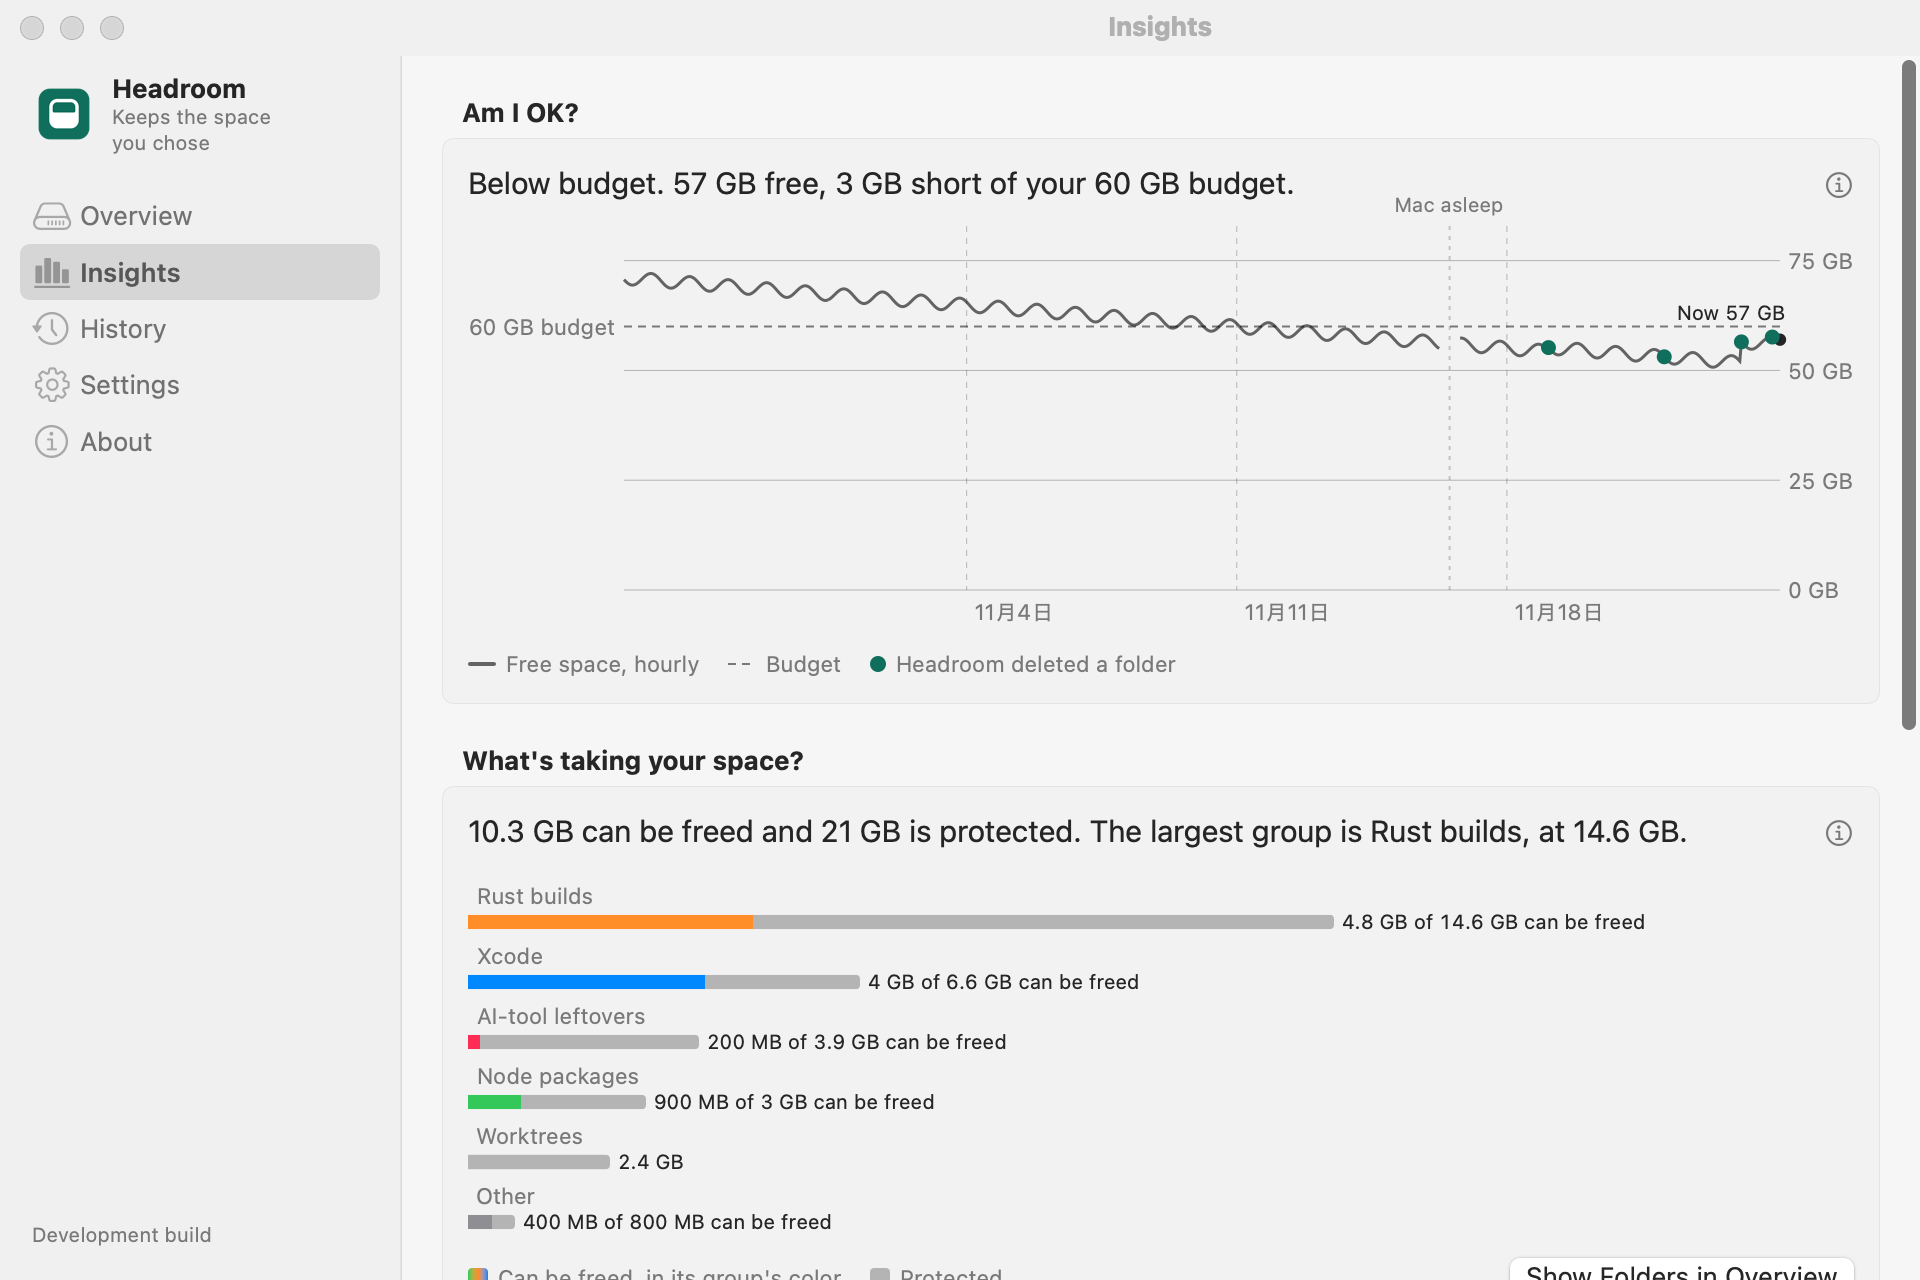 Insights
Headroom
Keeps the space
you chose
Overview
Insights
History
Settings
About
Development build
Am I OK?
Below budget. 57 GB free, 3 GB short of your 60 GB budget.
Mac asleep
75 GB
Now 57 GB
60 GB budget
50 GB
25 GB
0 GB
11月4日
11月11日
11月18日
Free space, hourly
Budget
Headroom deleted a folder
What's taking your space?
10.3 GB can be freed and 21 GB is protected. The largest group is Rust builds, at 14.6 GB.
Rust builds
4.8 GB of 14.6 GB can be freed
Xcode
4 GB of 6.6 GB can be freed
AI-tool leftovers
200 MB of 3.9 GB can be freed
Node packages
900 MB of 3 GB can be freed
Worktrees
2.4 GB
Other
400 MB of 800 MB can be freed
Can be freed, in its group's color
Protected
Show Folders in Overview